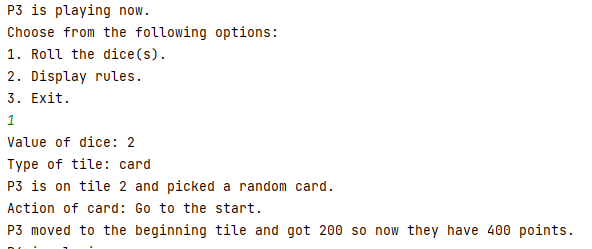 P3 is playing now.
Choose from the following options:
1. Roll the dice(s).
2. Display rules.
3. Exit.
1
Value of dice: 2
Type of tile: card
P3 is on tile 2 and picked a random card.
Action of card: Go to the start.
P3 moved to the beginning tile and got 200 so now they have 400 points.